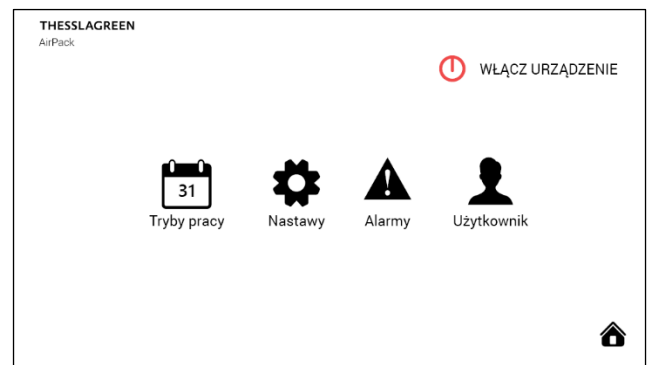 THESSLAGREEN
AirPack
WŁĄCZ URZĄDZENIE
31
Tryby pracy
Nastawy
Alarmy
Użytkownik